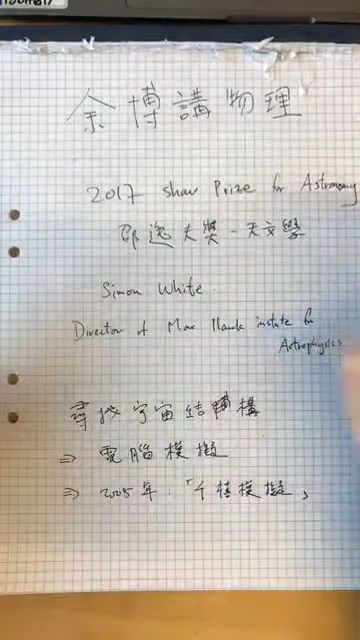 余博講物理
2017 Shaw Prize for Astronomy
邵逸夫獎 - 天文學
Simon White.
Director of Max Planck instute for
Astrophysics
尋找宇宙結構
⇒ 電腦模擬
⇒ 2005年:「千禧模擬」